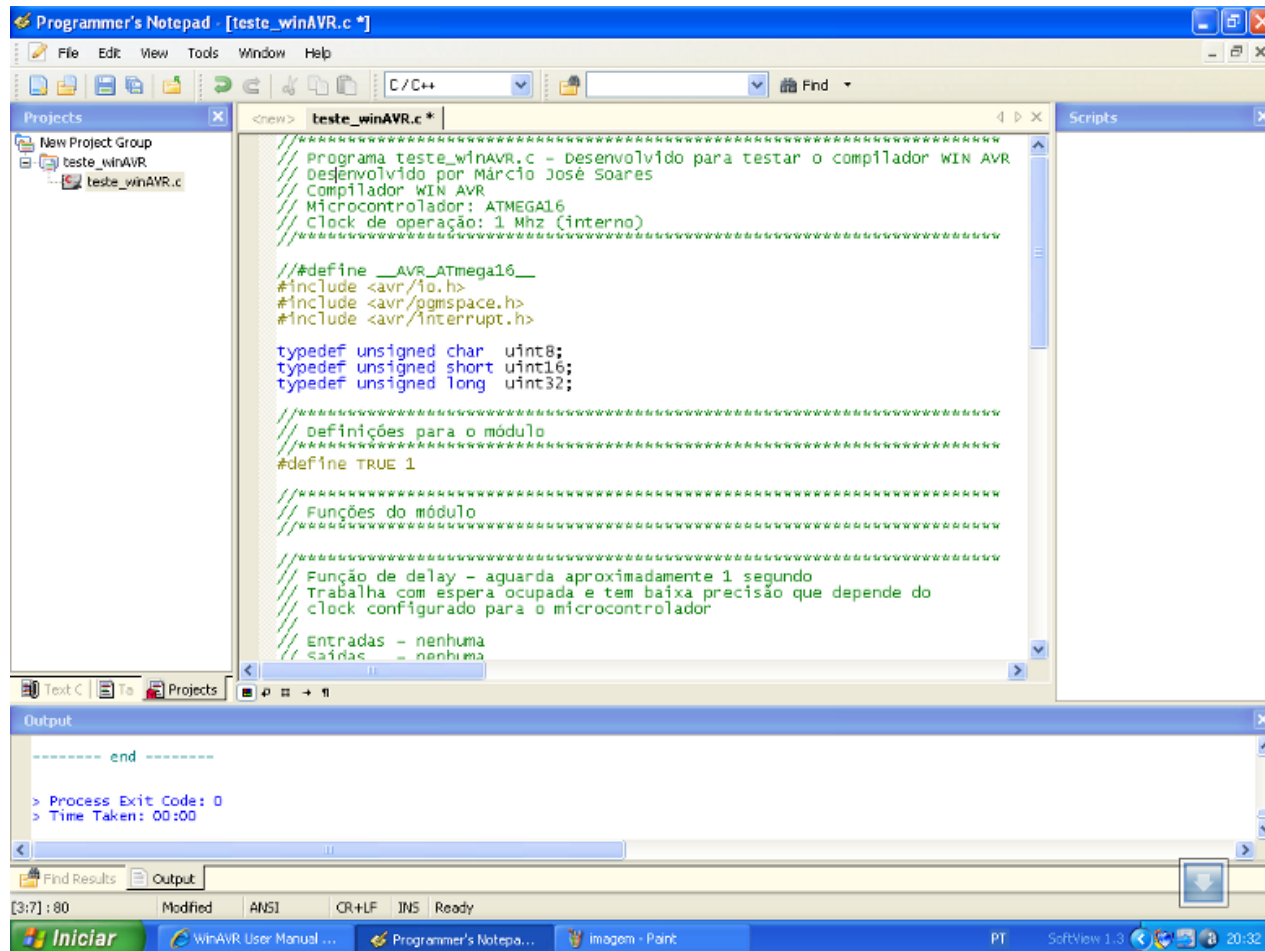 Programmer's Notepad - [teste_winAVR.c *]
File Edit View Tools Window Help
C/C++ Find
Projects
New Project Group
teste_winAVR
teste_winAVR.c
<new> teste_winAVR.c *
Scripts
//***********************************************************************
// Programa teste_winAVR.c - Desenvolvido para testar o compilador WIN AVR
// Desenvolvido por Márcio José Soares
// Compilador WIN AVR
// Microcontrolador: ATMEGA16
// Clock de operação: 1 Mhz (interno)
//***********************************************************************
//#define __AVR_ATmega16__
#include <avr/io.h>
#include <avr/pgmspace.h>
#include <avr/interrupt.h>
typedef unsigned char uint8;
typedef unsigned short uint16;
typedef unsigned long uint32;
//***********************************************************************
// Definições para o módulo
//***********************************************************************
#define TRUE 1
//***********************************************************************
// Funções do módulo
//***********************************************************************
//***********************************************************************
// Função de delay - aguarda aproximadamente 1 segundo
// Trabalha com espera ocupada e tem baixa precisão que depende do
// clock configurado para o microcontrolador
//
// Entradas - nenhuma
// Saídas - nenhuma
Text C Ta Projects
Output
-------- end --------
> Process Exit Code: 0
> Time Taken: 00:00
Find Results Output
[3:7] : 80 Modified ANSI CR+LF INS Ready
Iniciar WinAVR User Manual ... Programmer's Notepa... imagem - Paint PT SoftView 1.3 20:32